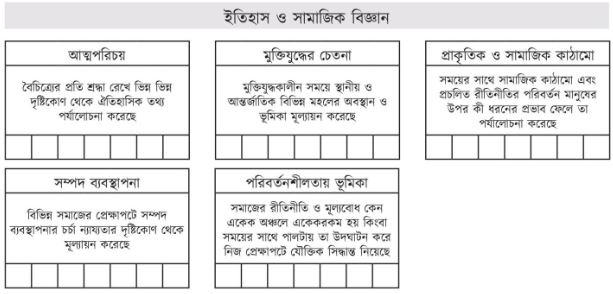 ইতিহাস ও সামাজিক বিজ্ঞান
আত্মপরিচয়
বৈচিত্র্যের প্রতি শ্রদ্ধা রেখে ভিন্ন ভিন্ন
দৃষ্টিকোণ থেকে ঐতিহাসিক তথ্য
পর্যালোচনা করেছে
মুক্তিযুদ্ধের চেতনা
মুক্তিযুদ্ধকালীন সময়ে স্থানীয় ও
আন্তর্জাতিক বিভিন্ন মহলের অবস্থান ও
ভূমিকা মূল্যায়ন করেছে
প্রাকৃতিক ও সামাজিক কাঠামো
সময়ের সাথে সামাজিক কাঠামো এবং
প্রচলিত রীতিনীতির পরিবর্তন মানুষের
উপর কী ধরনের প্রভাব ফেলে তা
পর্যালোচনা করেছে
সম্পদ ব্যবস্থাপনা
বিভিন্ন সমাজের প্রেক্ষাপটে সম্পদ
ব্যবস্থাপনার চর্চা ন্যায্যতার দৃষ্টিকোণ থেকে
মূল্যায়ন করেছে
পরিবর্তনশীলতায় ভূমিকা
সমাজের রীতিনীতি ও মূল্যবোধ কেন
একেক অঞ্চলে একেকরকম হয় কিংবা
সময়ের সাথে পালটায় তা উদঘাটন করে
নিজ প্রেক্ষাপটে যৌক্তিক সিদ্ধান্ত নিয়েছে